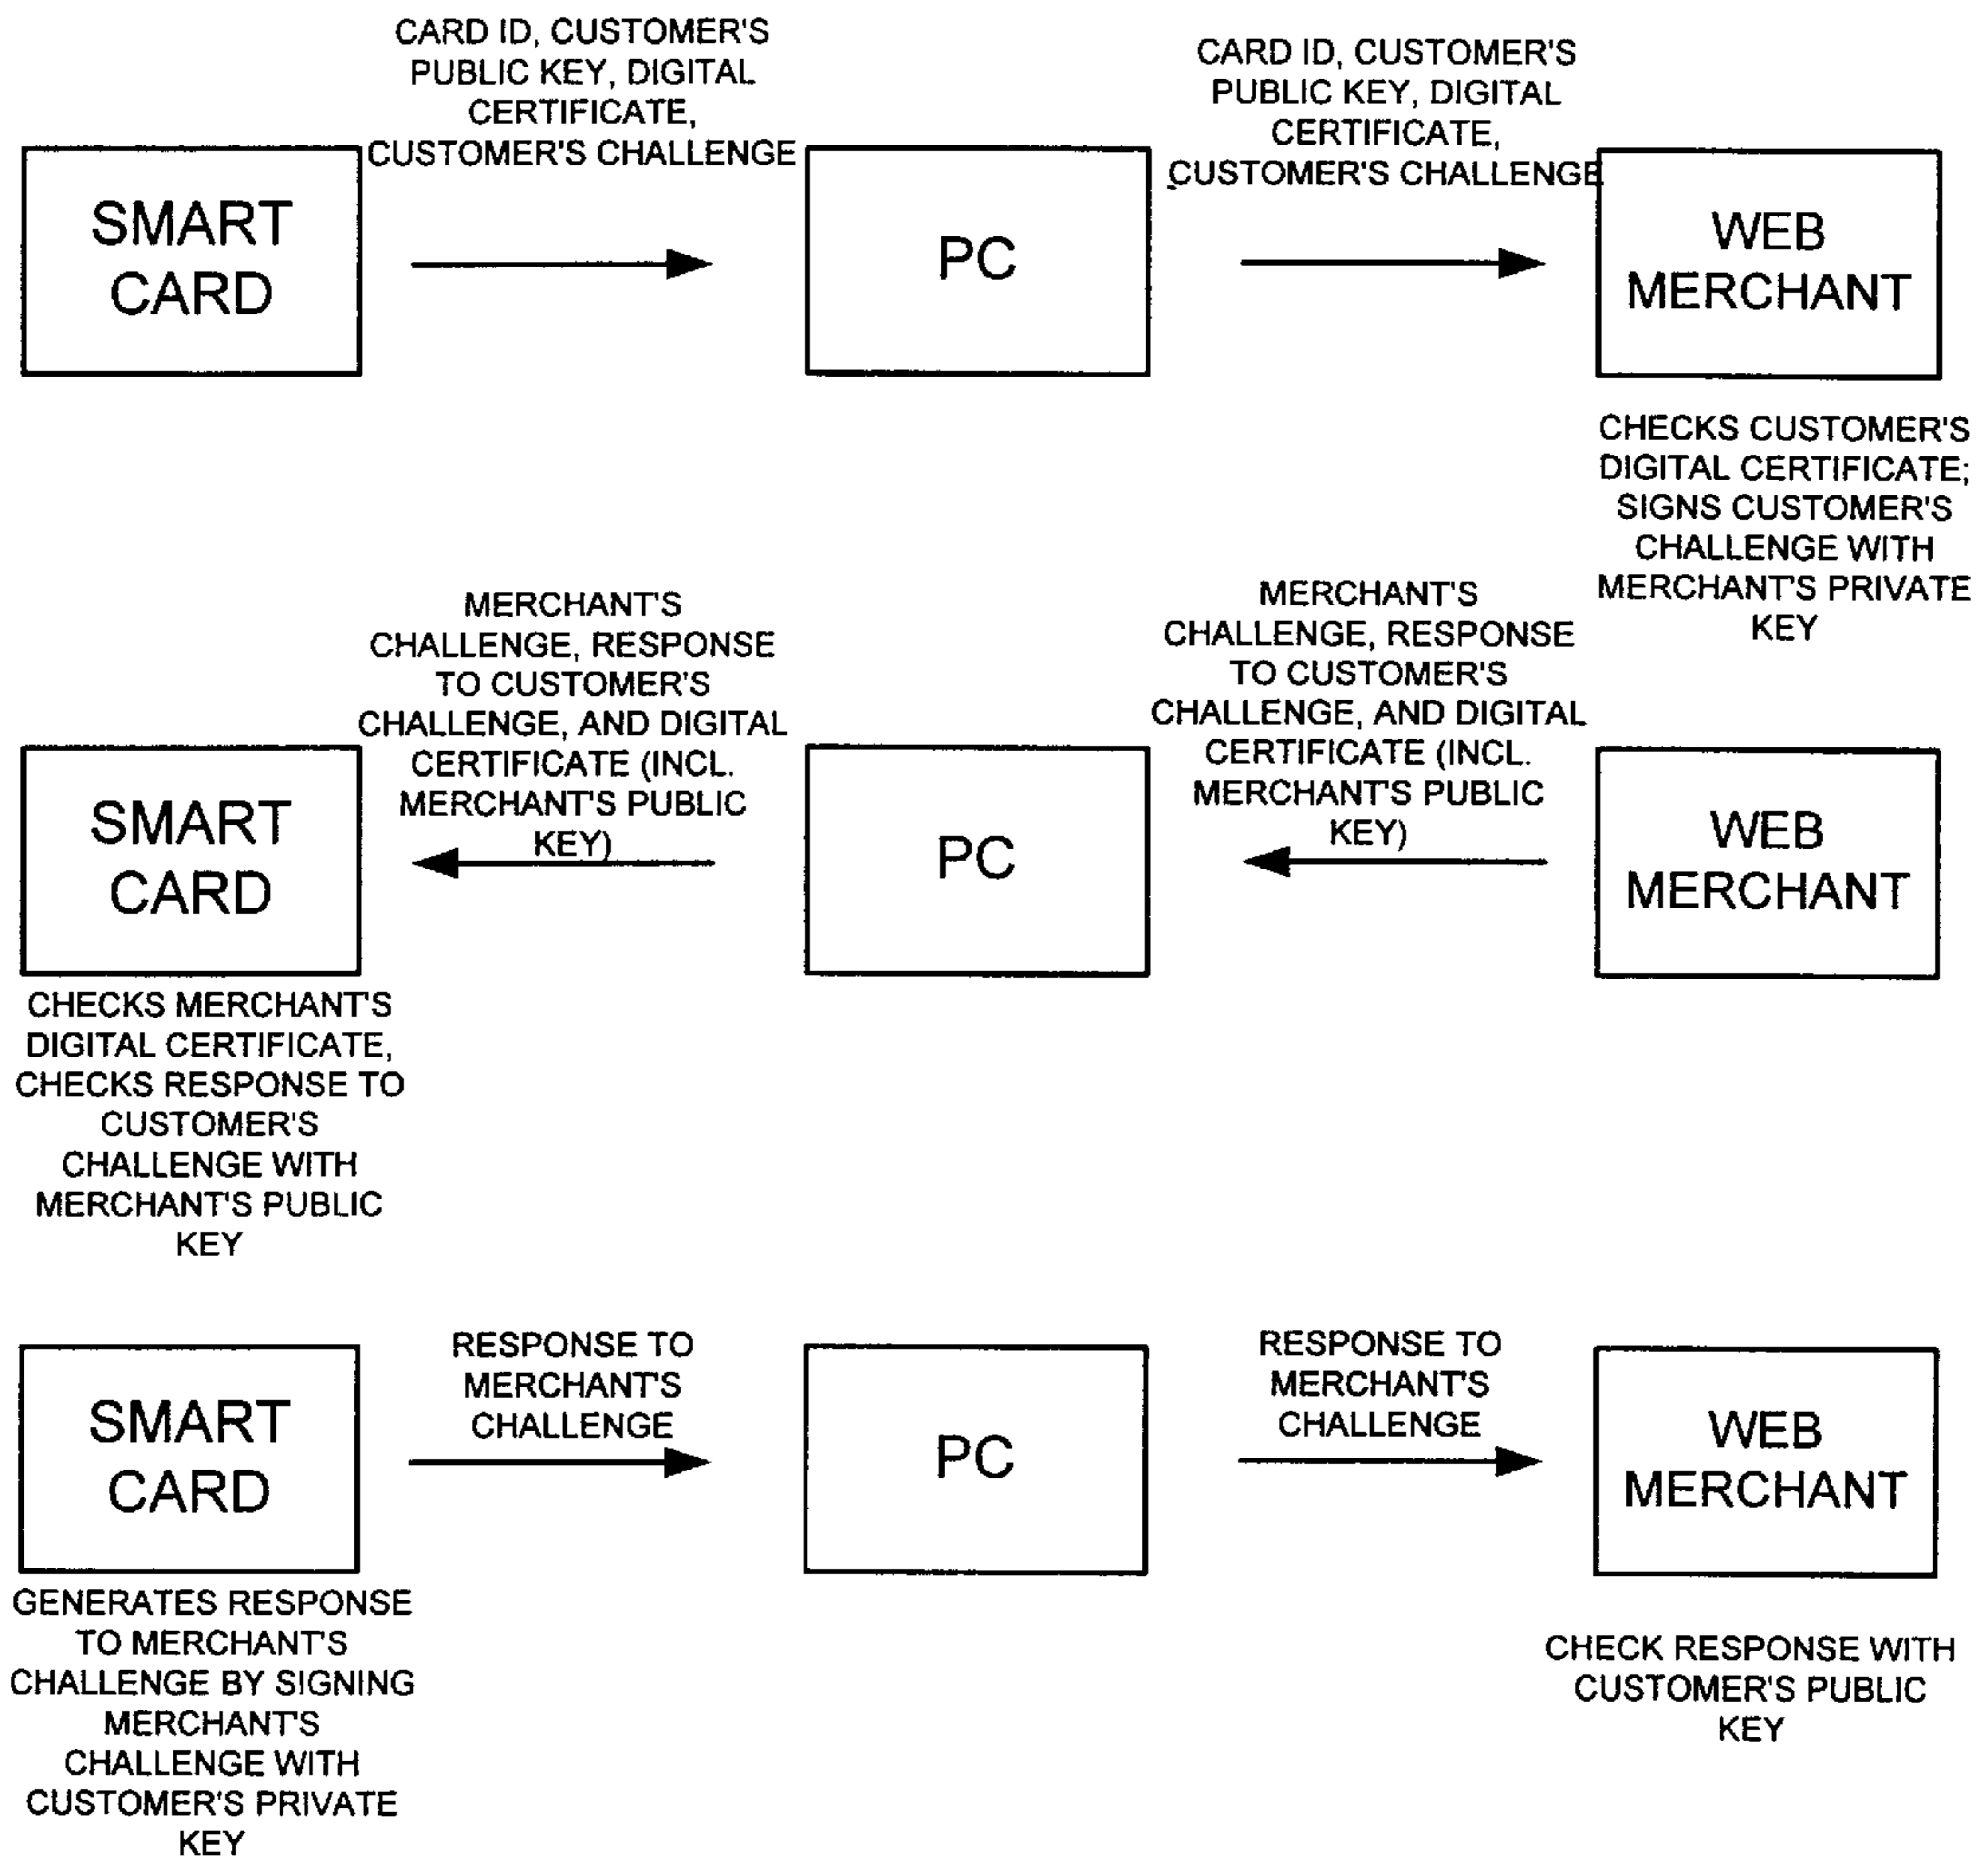 CARD ID, CUSTOMER'S
PUBLIC KEY, DIGITAL
CERTIFICATE,
CUSTOMER'S CHALLENGE
CARD ID, CUSTOMER'S
PUBLIC KEY, DIGITAL
CERTIFICATE,
CUSTOMER'S CHALLENGE
SMART
CARD
PC
WEB
MERCHANT
CHECKS CUSTOMER'S
DIGITAL CERTIFICATE;
SIGNS CUSTOMER'S
CHALLENGE WITH
MERCHANT'S PRIVATE
KEY
MERCHANT'S
CHALLENGE, RESPONSE
TO CUSTOMER'S
CHALLENGE, AND DIGITAL
CERTIFICATE (INCL.
MERCHANT'S PUBLIC
KEY)
MERCHANT'S
CHALLENGE, RESPONSE
TO CUSTOMER'S
CHALLENGE, AND DIGITAL
CERTIFICATE (INCL.
MERCHANT'S PUBLIC
KEY)
SMART
CARD
PC
WEB
MERCHANT
CHECKS MERCHANT'S
DIGITAL CERTIFICATE,
CHECKS RESPONSE TO
CUSTOMER'S
CHALLENGE WITH
MERCHANT'S PUBLIC
KEY
RESPONSE TO
MERCHANT'S
CHALLENGE
RESPONSE TO
MERCHANT'S
CHALLENGE
SMART
CARD
PC
WEB
MERCHANT
GENERATES RESPONSE
TO MERCHANT'S
CHALLENGE BY SIGNING
MERCHANT'S
CHALLENGE WITH
CUSTOMER'S PRIVATE
KEY
CHECK RESPONSE WITH
CUSTOMER'S PUBLIC
KEY